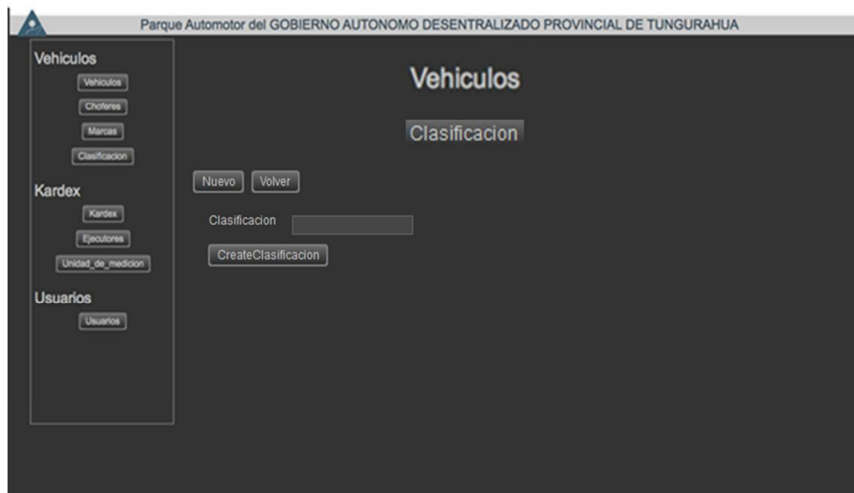 Parque Automotor del GOBIERNO AUTONOMO DESENTRALIZADO PROVINCIAL DE TUNGURAHUA
Vehiculos
Vehiculos
Choferes
Marcas
Clasificacion
Kardex
Kardex
Ejecutores
Unidad_de_medicion
Usuarios
Usuarios
Vehiculos
Clasificacion
Nuevo Volver
Clasificacion
CreateClasificacion